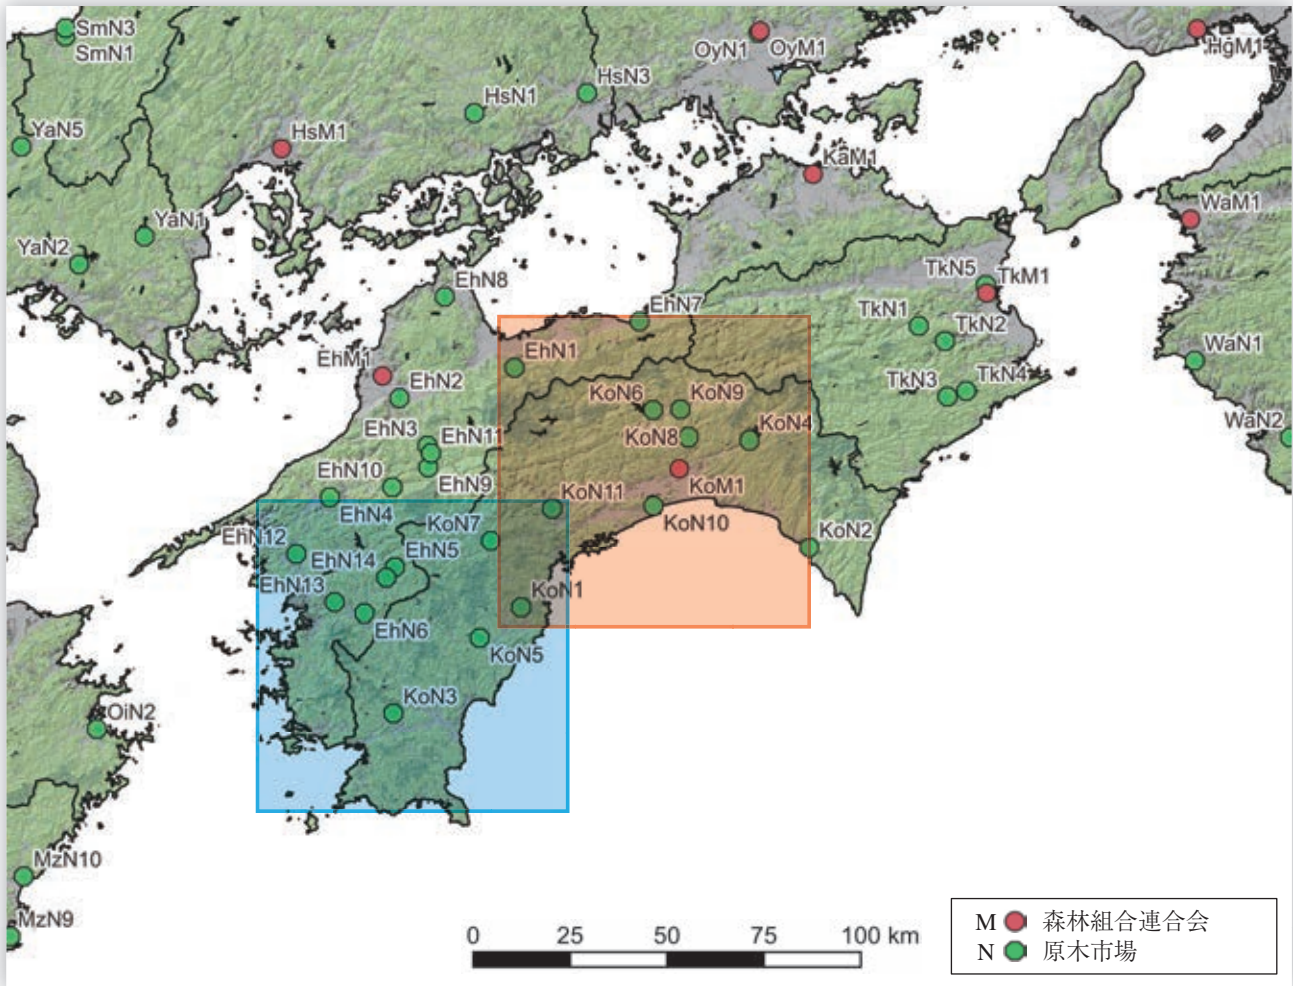 SmN3
SmN1
OyN1 OyM1
HgM1
HsN3
HsN1
YaN5
HsM1
KaM1
YaN1
WaM1
YaN2
TkN5
TkM1
EhN8
EhN7
TkN1
TkN2
EhM1
EhN1
WaN1
EhN2
KoN6
KoN9
TkN3
TkN4
EhN3
EhN11
KoN8
KoN4
WaN2
EhN10
EhN9
KoM1
KoN11
EhN4
KoN7
KoN10
EhN12
EhN14
EhN5
KoN2
EhN13
KoN1
EhN6
KoN5
KoN3
OiN2
MzN10
MzN9
0 25 50 75 100 km
M 森林組合連合会
N 原木市場